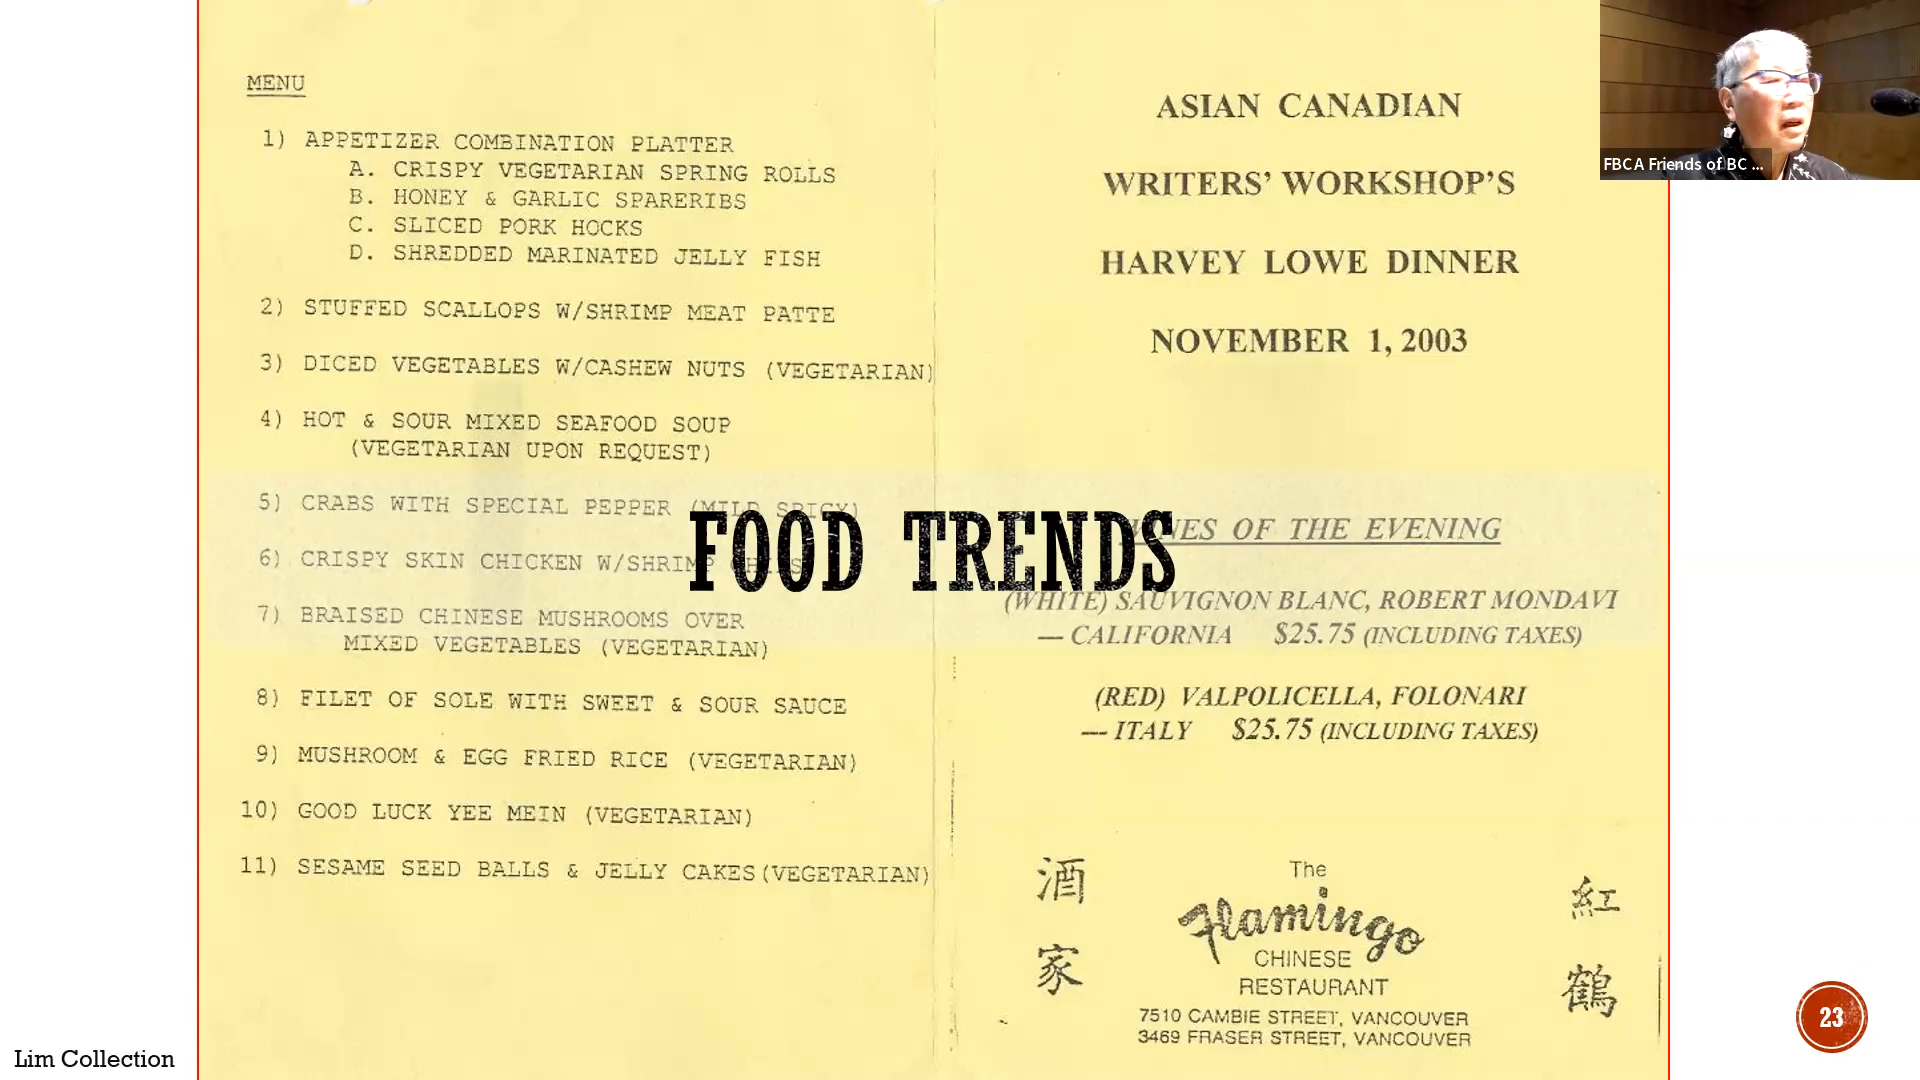 MENU
1) APPETIZER COMBINATION PLATTER
A. CRISPY VEGETARIAN SPRING ROLLS
B. HONEY & GARLIC SPARERIBS
C. SLICED PORK HOCKS
D. SHREDDED MARINATED JELLY FISH
2) STUFFED SCALLOPS W/SHRIMP MEAT PATTE
3) DICED VEGETABLES W/CASHEW NUTS (VEGETARIAN)
4) HOT & SOUR MIXED SEAFOOD SOUP
(VEGETARIAN UPON REQUEST)
5) CRABS WITH SPECIAL PEPPER (MILD SPICY)
6) CRISPY SKIN CHICKEN W/SHRIMP CHIPS
7) BRAISED CHINESE MUSHROOMS OVER
MIXED VEGETABLES (VEGETARIAN)
8) FILET OF SOLE WITH SWEET & SOUR SAUCE
9) MUSHROOM & EGG FRIED RICE (VEGETARIAN)
10) GOOD LUCK YEE MEIN (VEGETARIAN)
11) SESAME SEED BALLS & JELLY CAKES (VEGETARIAN)
FOOD TRENDS
ASIAN CANADIAN
WRITERS' WORKSHOP'S
HARVEY LOWE DINNER
NOVEMBER 1, 2003
WINES OF THE EVENING
(WHITE) SAUVIGNON BLANC, ROBERT MONDAVI
— CALIFORNIA $25.75 (INCLUDING TAXES)
(RED) VALPOLICELLA, FOLONARI
— ITALY $25.75 (INCLUDING TAXES)
紅鶴
酒家
The
Flamingo
CHINESE
RESTAURANT
7510 CAMBIE STREET, VANCOUVER
3469 FRASER STREET, VANCOUVER
FBCA Friends of BC ...
23
Lim Collection